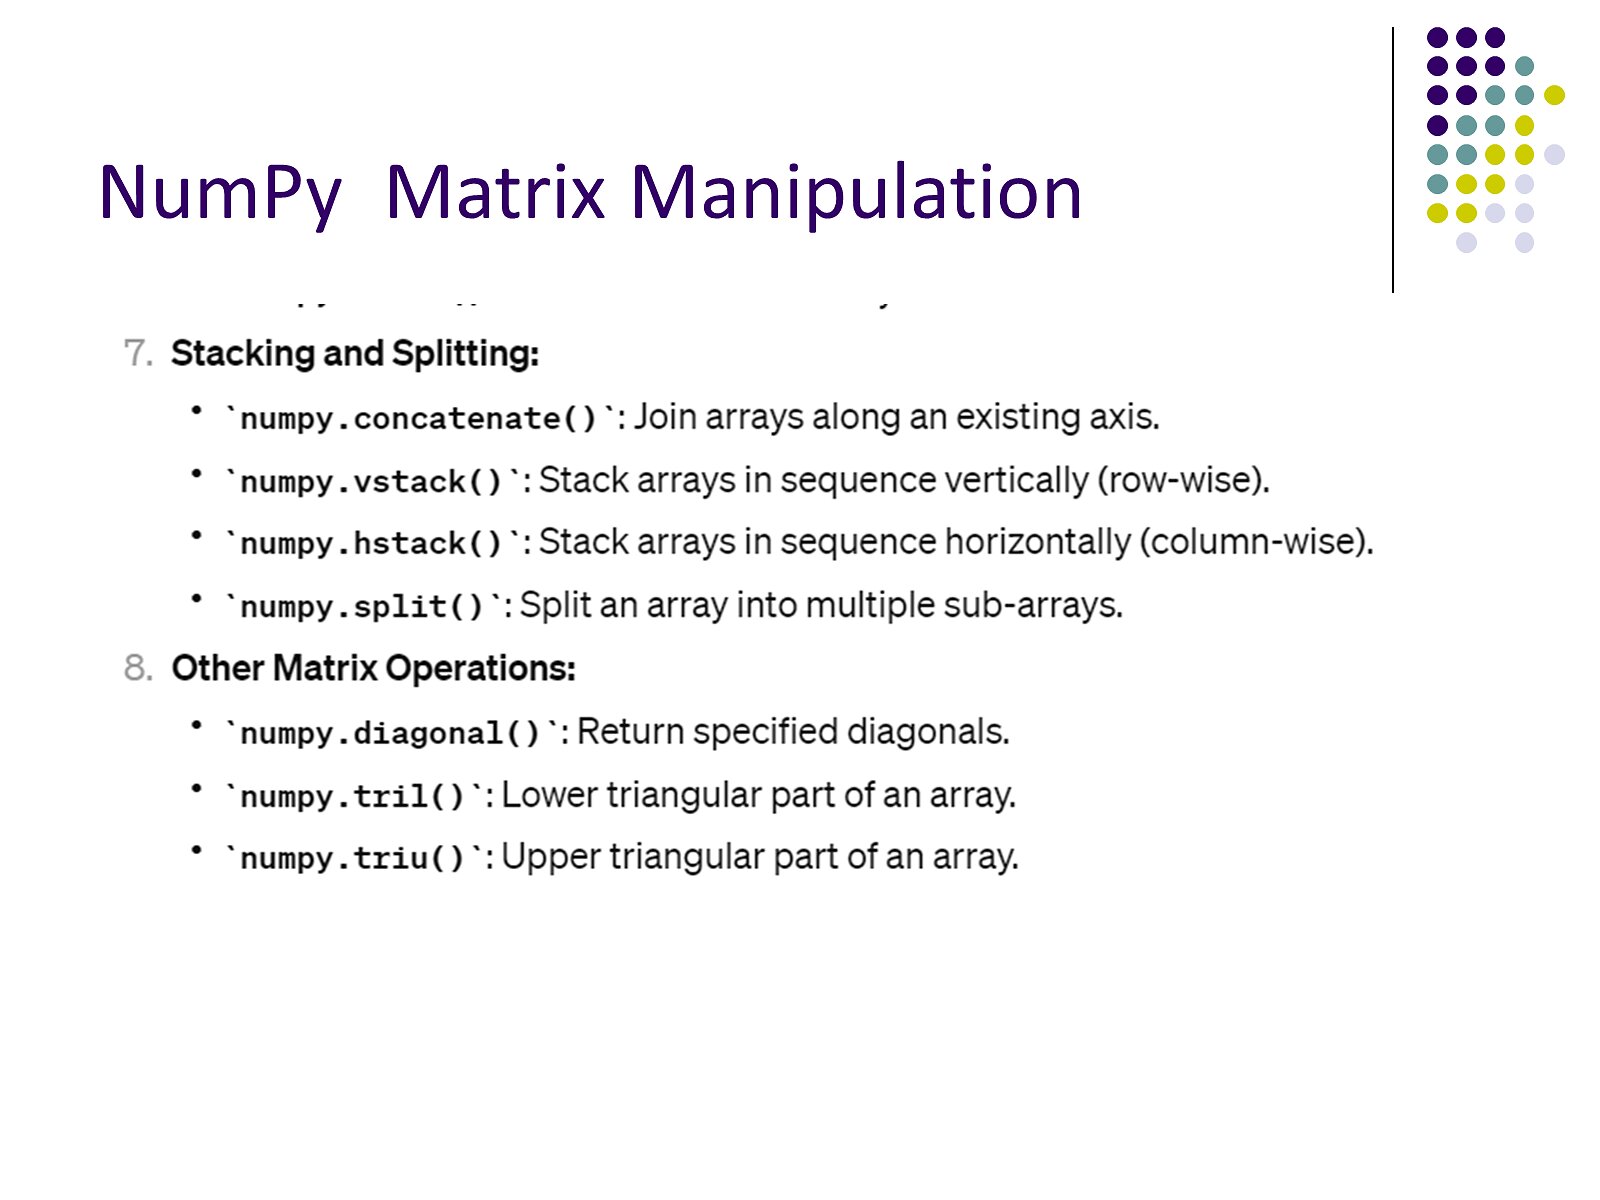 NumPy  Matrix Manipulation
7. Stacking and Splitting:
• `numpy.concatenate()`: Join arrays along an existing axis.
• `numpy.vstack()`: Stack arrays in sequence vertically (row-wise).
• `numpy.hstack()`: Stack arrays in sequence horizontally (column-wise).
• `numpy.split()`: Split an array into multiple sub-arrays.
8. Other Matrix Operations:
• `numpy.diagonal()`: Return specified diagonals.
• `numpy.tril()`: Lower triangular part of an array.
• `numpy.triu()`: Upper triangular part of an array.